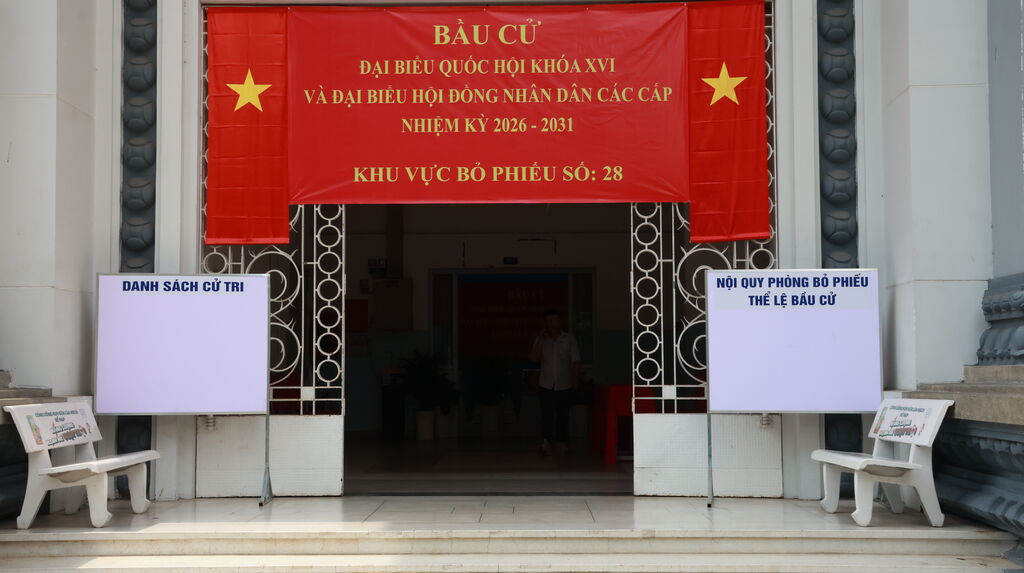 BẦU CỬ
ĐẠI BIỂU QUỐC HỘI KHÓA XVI
VÀ ĐẠI BIỂU HỘI ĐỒNG NHÂN DÂN CÁC CẤP
NHIỆM KỲ 2026 - 2031
KHU VỰC BỎ PHIẾU SỐ: 28
DANH SÁCH CỬ TRI
NỘI QUY PHÒNG BỎ PHIẾU
THỂ LỆ BẦU CỬ
BẦU CỬ